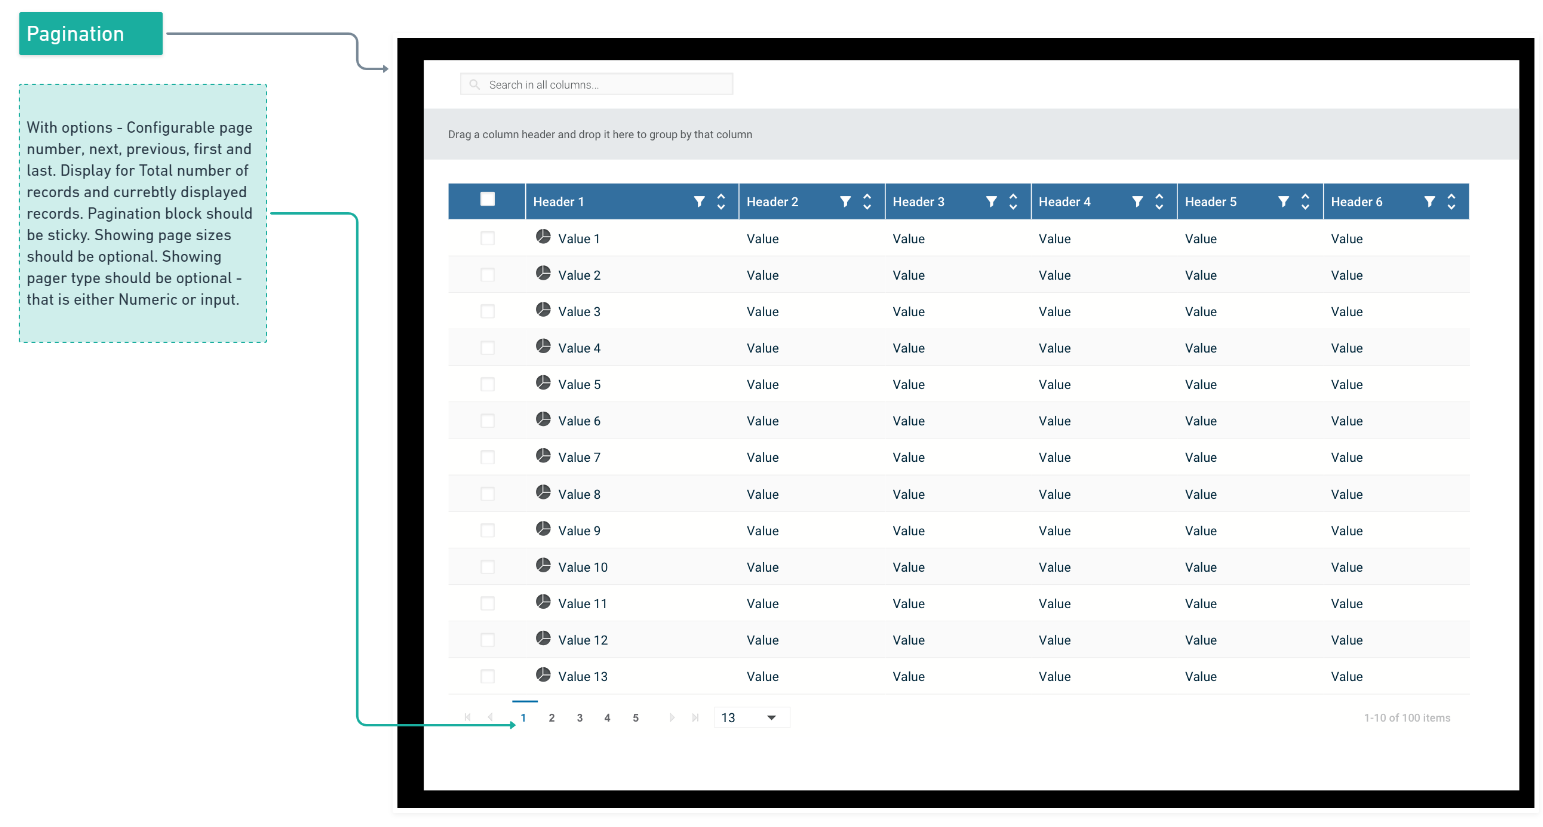 Pagination
With options - Configurable page
number, next, previous, first and
last. Display for Total number of
records and currebtly displayed
records. Pagination block should
be sticky. Showing page sizes
should be optional. Showing
pager type should be optional -
that is either Numeric or input.
Search in all columns...
Drag a column header and drop it here to group by that column
Header 1 Header 2 Header 3 Header 4 Header 5 Header 6
Value 1 Value Value Value Value Value
Value 2 Value Value Value Value Value
Value 3 Value Value Value Value Value
Value 4 Value Value Value Value Value
Value 5 Value Value Value Value Value
Value 6 Value Value Value Value Value
Value 7 Value Value Value Value Value
Value 8 Value Value Value Value Value
Value 9 Value Value Value Value Value
Value 10 Value Value Value Value Value
Value 11 Value Value Value Value Value
Value 12 Value Value Value Value Value
Value 13 Value Value Value Value Value
1 2 3 4 5 13 1-10 of 100 items